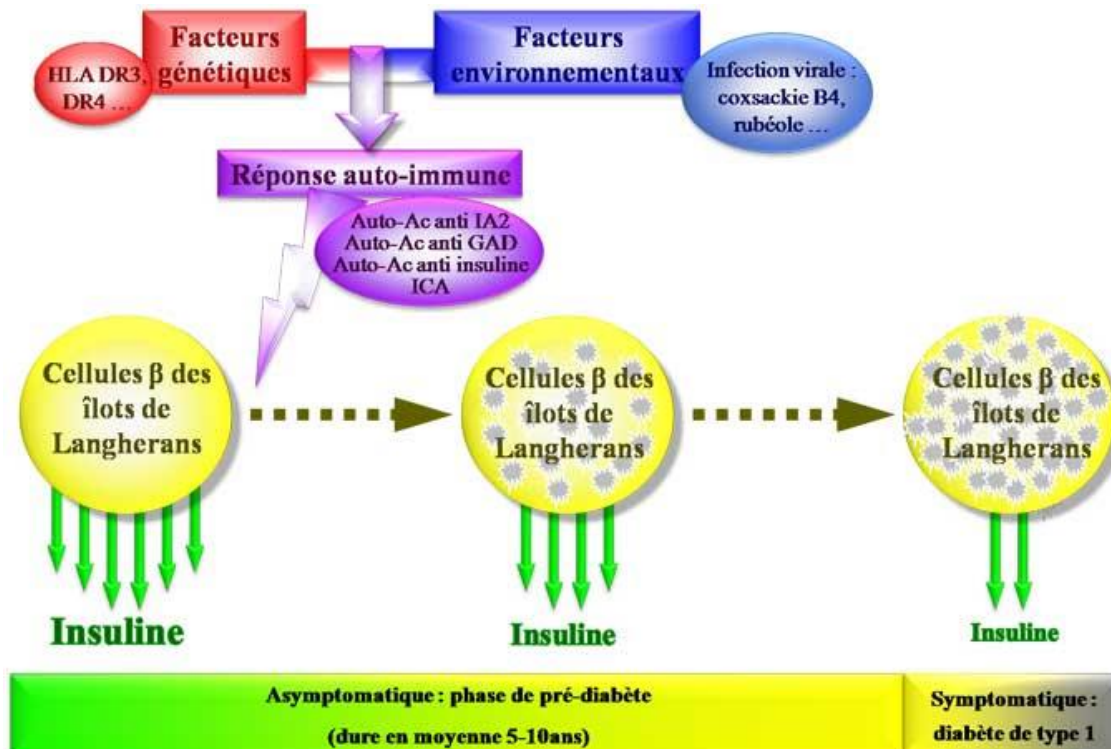 Facteurs
génétiques
Facteurs
environnementaux
HLA DR3,
DR4 ...
Infection virale :
coxsackie B4,
rubéole ...
Réponse auto-immune
Auto-Ac anti IA2
Auto-Ac anti GAD
Auto-Ac anti insuline
ICA
Cellules β des
îlots de
Langherans
Cellules β des
îlots de
Langherans
Cellules β des
îlots de
Langherans
Insuline
Insuline
Insuline
Asymptomatique : phase de pré-diabète
(dure en moyenne 5-10ans)
Symptomatique :
diabète de type 1